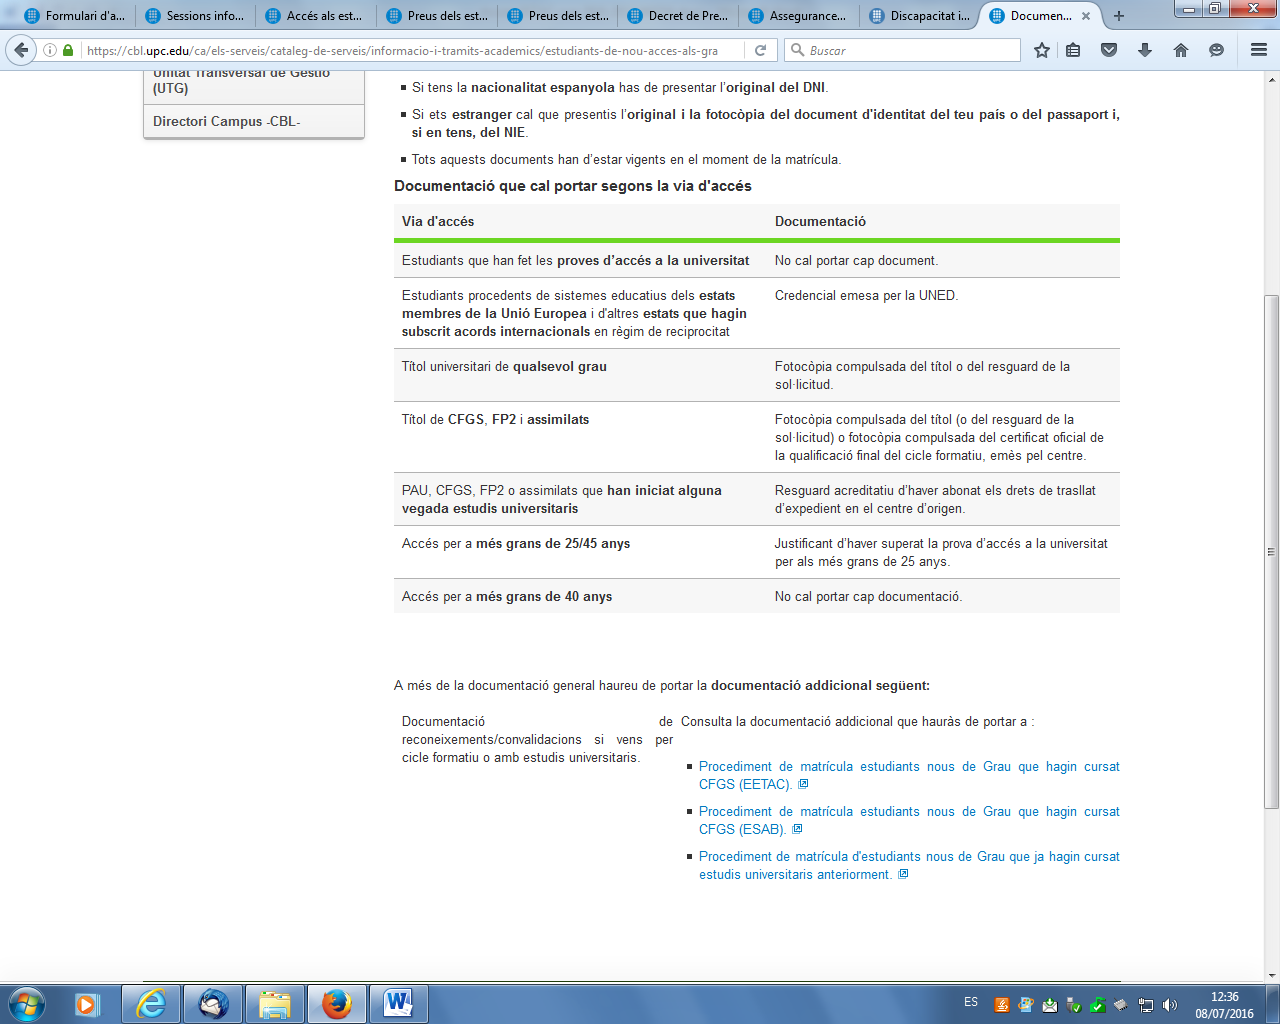 Formulari d'a...
Sessions info...
Accés als est...
Preus dels est...
Preus dels est...
Decret de Pre...
Assegurance...
Discapacitat i...
Documen...
https://cbl.upc.edu/ca/els-serveis/cataleg-de-serveis/informacio-i-tramits-academics/estudiants-de-nou-acces-als-gra
Buscar
Unitat Transversal de Gestió
(UTG)
Directori Campus -CBL-
Si tens la nacionalitat espanyola has de presentar l'original del DNI.
Si ets estranger cal que presentis l'original i la fotocòpia del document d'identitat del teu país o del passaport i,
si en tens, del NIE.
Tots aquests documents han d'estar vigents en el moment de la matrícula.
Documentació que cal portar segons la via d'accés
Via d'accés Documentació
Estudiants que han fet les proves d'accés a la universitat No cal portar cap document.
Estudiants procedents de sistemes educatius dels estats Credencial emesa per la UNED.
membres de la Unió Europea i d'altres estats que hagin
subscrit acords internacionals en règim de reciprocitat
Títol universitari de qualsevol grau Fotocòpia compulsada del títol o del resguard de la
sol·licitud.
Títol de CFGS, FP2 i assimilats Fotocòpia compulsada del títol (o del resguard de la
sol·licitud) o fotocòpia compulsada del certificat oficial de
la qualificació final del cicle formatiu, emès pel centre.
PAU, CFGS, FP2 o assimilats que han iniciat alguna Resguard acreditatiu d'haver abonat els drets de trasllat
vegada estudis universitaris d'expedient en el centre d'origen.
Accés per a més grans de 25/45 anys Justificant d'haver superat la prova d'accés a la universitat
per als més grans de 25 anys.
Accés per a més grans de 40 anys No cal portar cap documentació.
A més de la documentació general haureu de portar la documentació addicional següent:
Documentació de
reconeixements/convalidacions si vens per
cicle formatiu o amb estudis universitaris.
Consulta la documentació addicional que hauràs de portar a :
Procediment de matrícula estudiants nous de Grau que hagin cursat
CFGS (EETAC).
Procediment de matrícula estudiants nous de Grau que hagin cursat
CFGS (ESAB).
Procediment de matrícula d'estudiants nous de Grau que ja hagin cursat
estudis universitaris anteriorment.
ES
12:36
08/07/2016